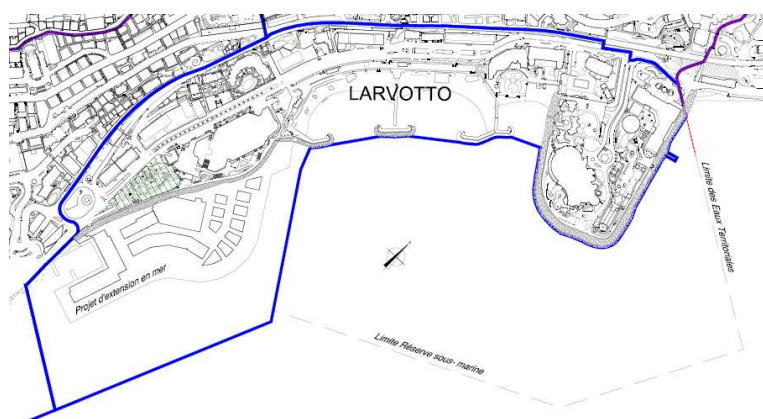 LARVOTTO
Limite des Eaux Territoriales
Projet d'extension en mer
Limite Réserve sous- marine